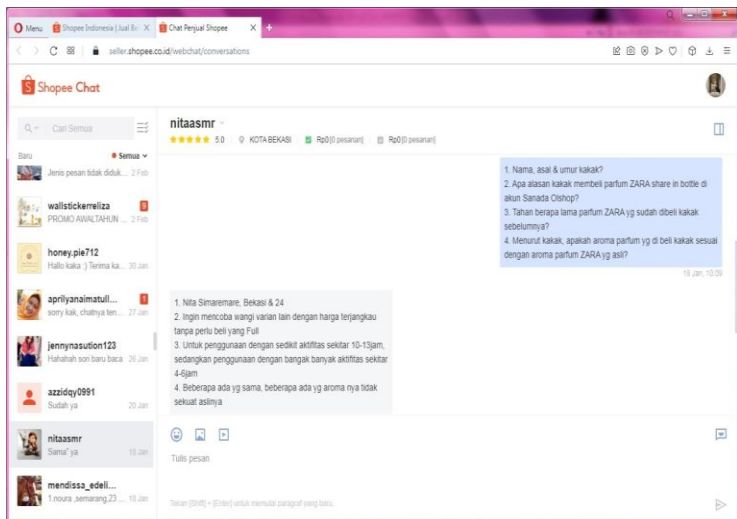 Menu
Shopee Indonesia | Jual Be
Chat Penjual Shopee
seller.shopee.co.id/webchat/conversations
Shopee Chat
Cari Semua
Baru
Semua
Jenis pesan tidak diduk... 2 Feb
wallstickerreliza
5
PROMO AWALTAHUN ... 2 Feb
honey.pie712
Hallo kaka :) Terima ka... 30 Jan
aprilyanaimatull...
1
sorry kak, chatnya ten... 27 Jan
jennynasution123
Hahahah sori baru baca 26 Jan
azzidqy0991
Sudah ya 20 Jan
nitaasmr
Sama" ya 18 Jan
mendissa_edeli...
1.noura ,semarang,23 ... 18 Jan
nitaasmr
5.0 KOTA BEKASI Rp0[0 pesanan] Rp0[0 pesanan]
1. Nama, asal & umur kakak?
2. Apa alasan kakak membeli parfum ZARA share in bottle di
akun Sanada Olshop?
3. Tahan berapa lama parfum ZARA yg sudah dibeli kakak
sebelumnya?
4. Menurut kakak, apakah aroma parfum yg di beli kakak sesuai
dengan aroma parfum ZARA yg asli?
18 Jan, 10:09
1. Nita Simaremare, Bekasi & 24
2. Ingin mencoba wangi varian lain dengan harga terjangkau
tanpa perlu beli yang Full
3. Untuk penggunaan dengan sedikit aktifitas sekitar 10-13jam,
sedangkan penggunaan dengan bangak banyak aktifitas sekitar
4-6jam
4. Beberapa ada yg sama, beberapa ada yg aroma nya tidak
sekuat aslinya
Tulis pesan
Tekan [Shift] + [Enter] untuk memulai paragraf yang baru.